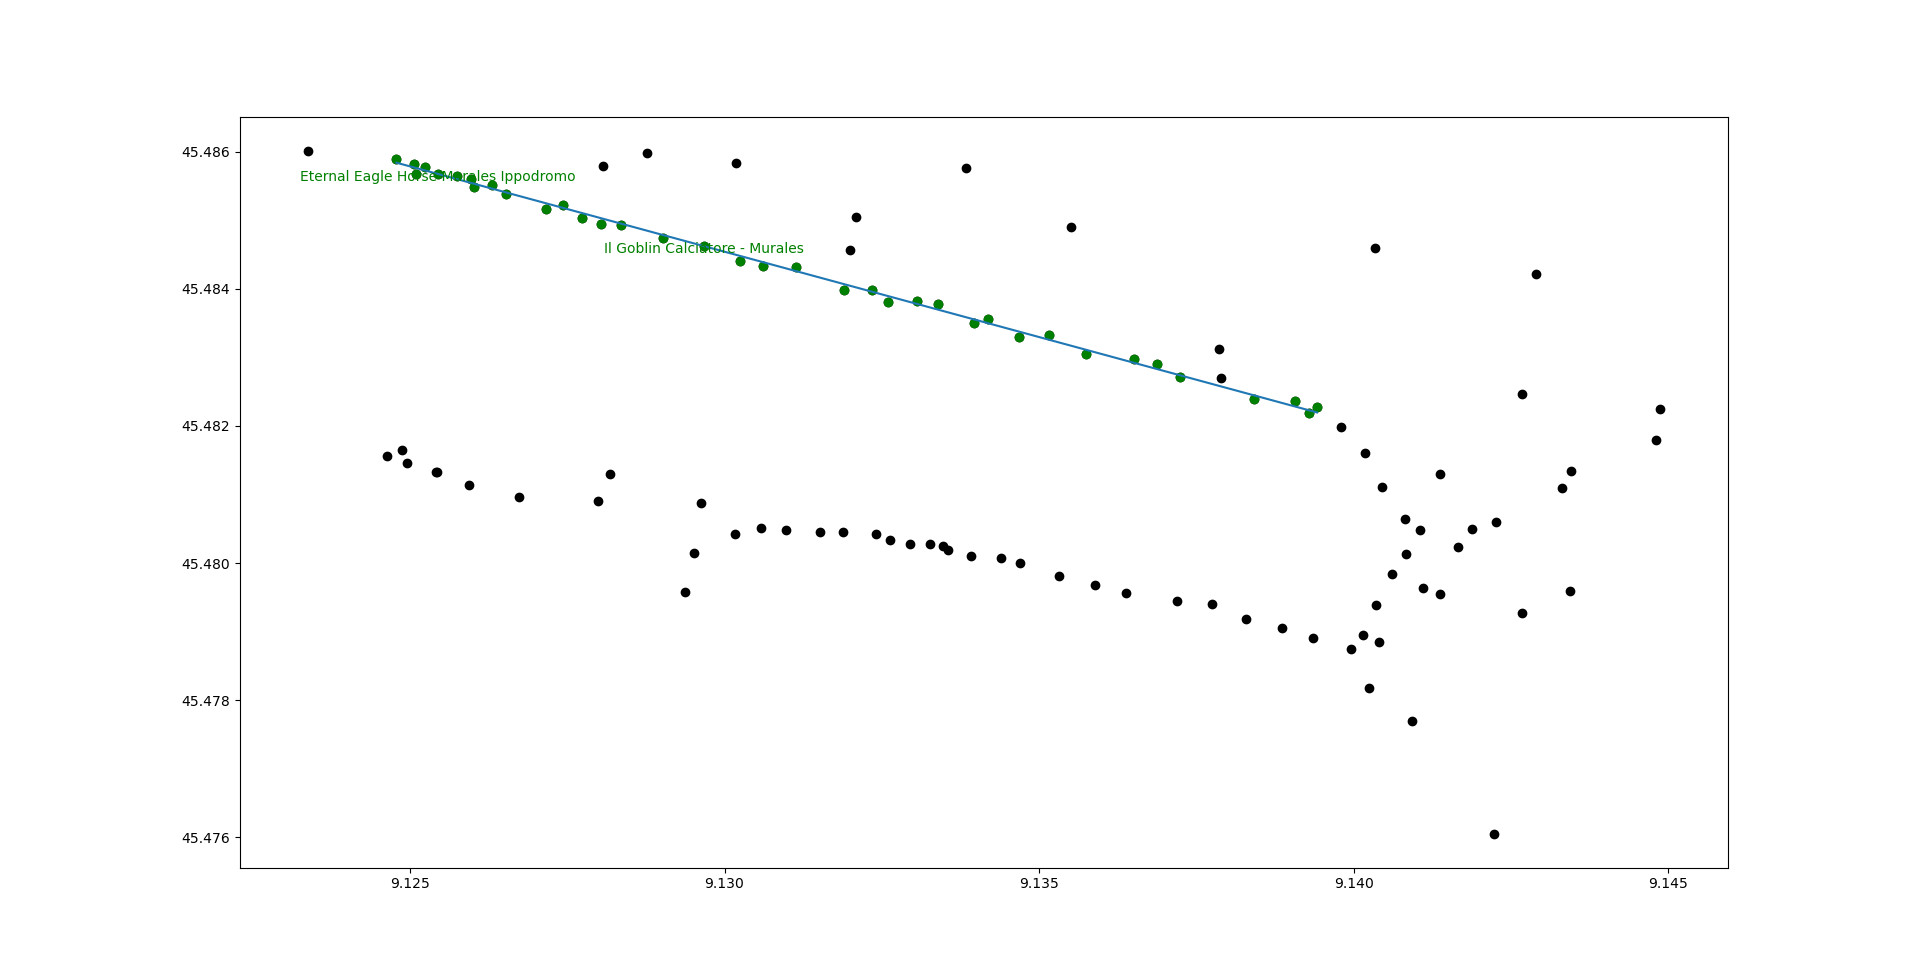 45.486
Eternal Eagle Horse Murales Ippodromo
Il Goblin Calciatore - Murales
45.484
45.482
45.480
45.478
45.476
9.125 9.130 9.135 9.140 9.145